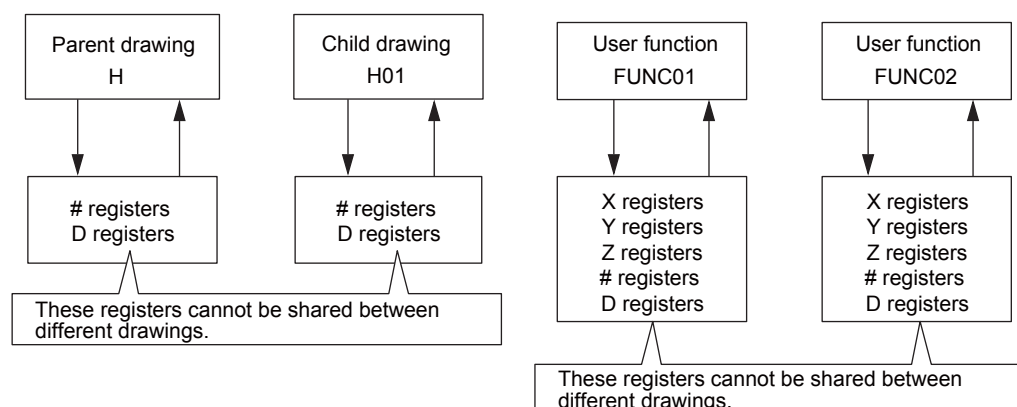 Parent drawing
H
Child drawing
H01
User function
FUNC01
User function
FUNC02
# registers
D registers
# registers
D registers
X registers
Y registers
Z registers
# registers
D registers
X registers
Y registers
Z registers
# registers
D registers
These registers cannot be shared between
different drawings.
These registers cannot be shared between
different drawings.